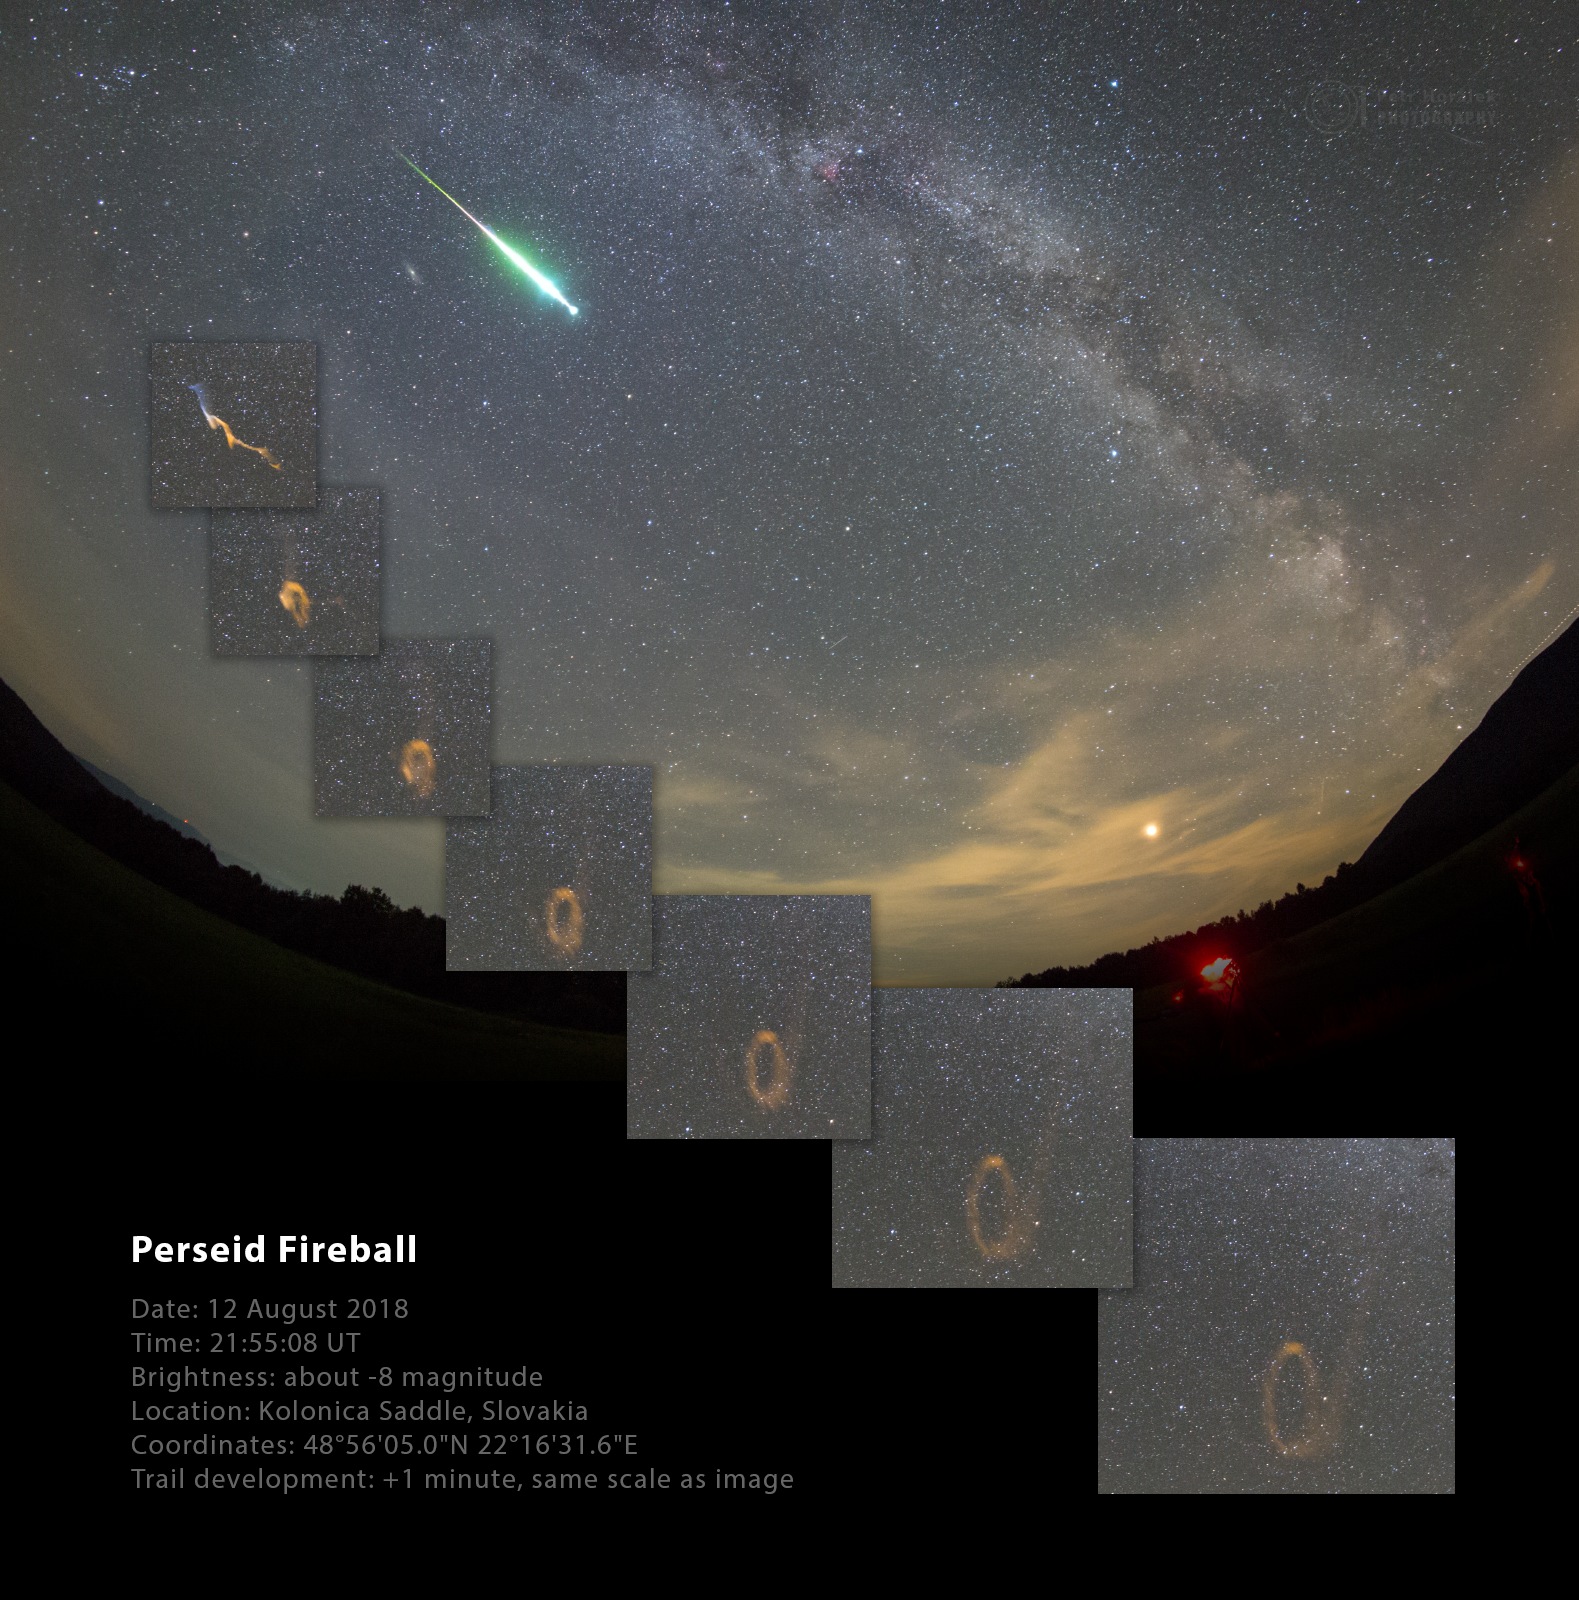 PHOTOGRAPHY
Perseid Fireball
Date: 12 August 2018
Time: 21:55:08 UT
Brightness: about -8 magnitude
Location: Kolonica Saddle, Slovakia
Coordinates: 48°56'05.0"N 22°16'31.6"E
Trail development: +1 minute, same scale as image